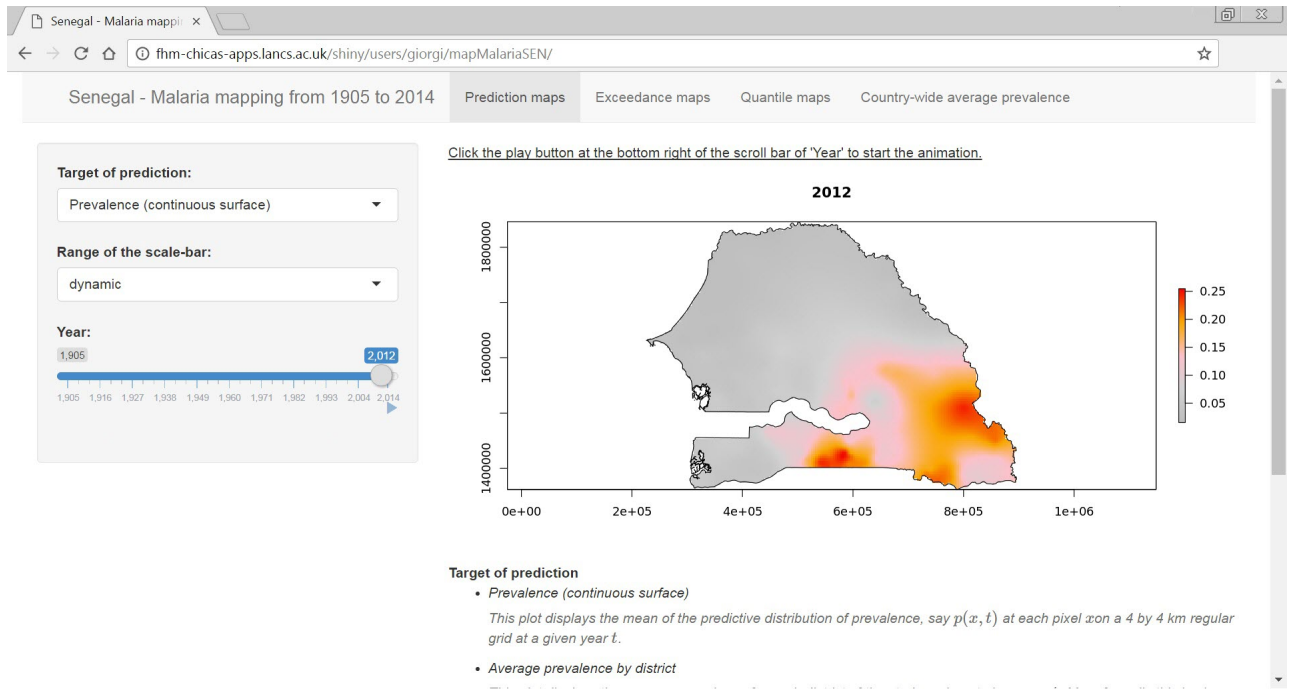 Senegal - Malaria mappi
fhm-chicas-apps.lancs.ac.uk/shiny/users/giorgi/mapMalariaSEN/
Senegal - Malaria mapping from 1905 to 2014 Prediction maps Exceedance maps Quantile maps Country-wide average prevalence
Target of prediction:
Prevalence (continuous surface)
Range of the scale-bar:
dynamic
Year:
1,905 2,012
1,905 1,916 1,927 1,938 1,949 1,960 1,971 1,982 1,993 2,004 2,014
Click the play button at the bottom right of the scroll bar of 'Year' to start the animation.
2012
1800000
1600000
1400000
0e+00 2e+05 4e+05 6e+05 8e+05 1e+06
0.25
0.20
0.15
0.10
0.05
Target of prediction
• Prevalence (continuous surface)
This plot displays the mean of the predictive distribution of prevalence, say p(x, t) at each pixel xon a 4 by 4 km regular
grid at a given year t.
• Average prevalence by district